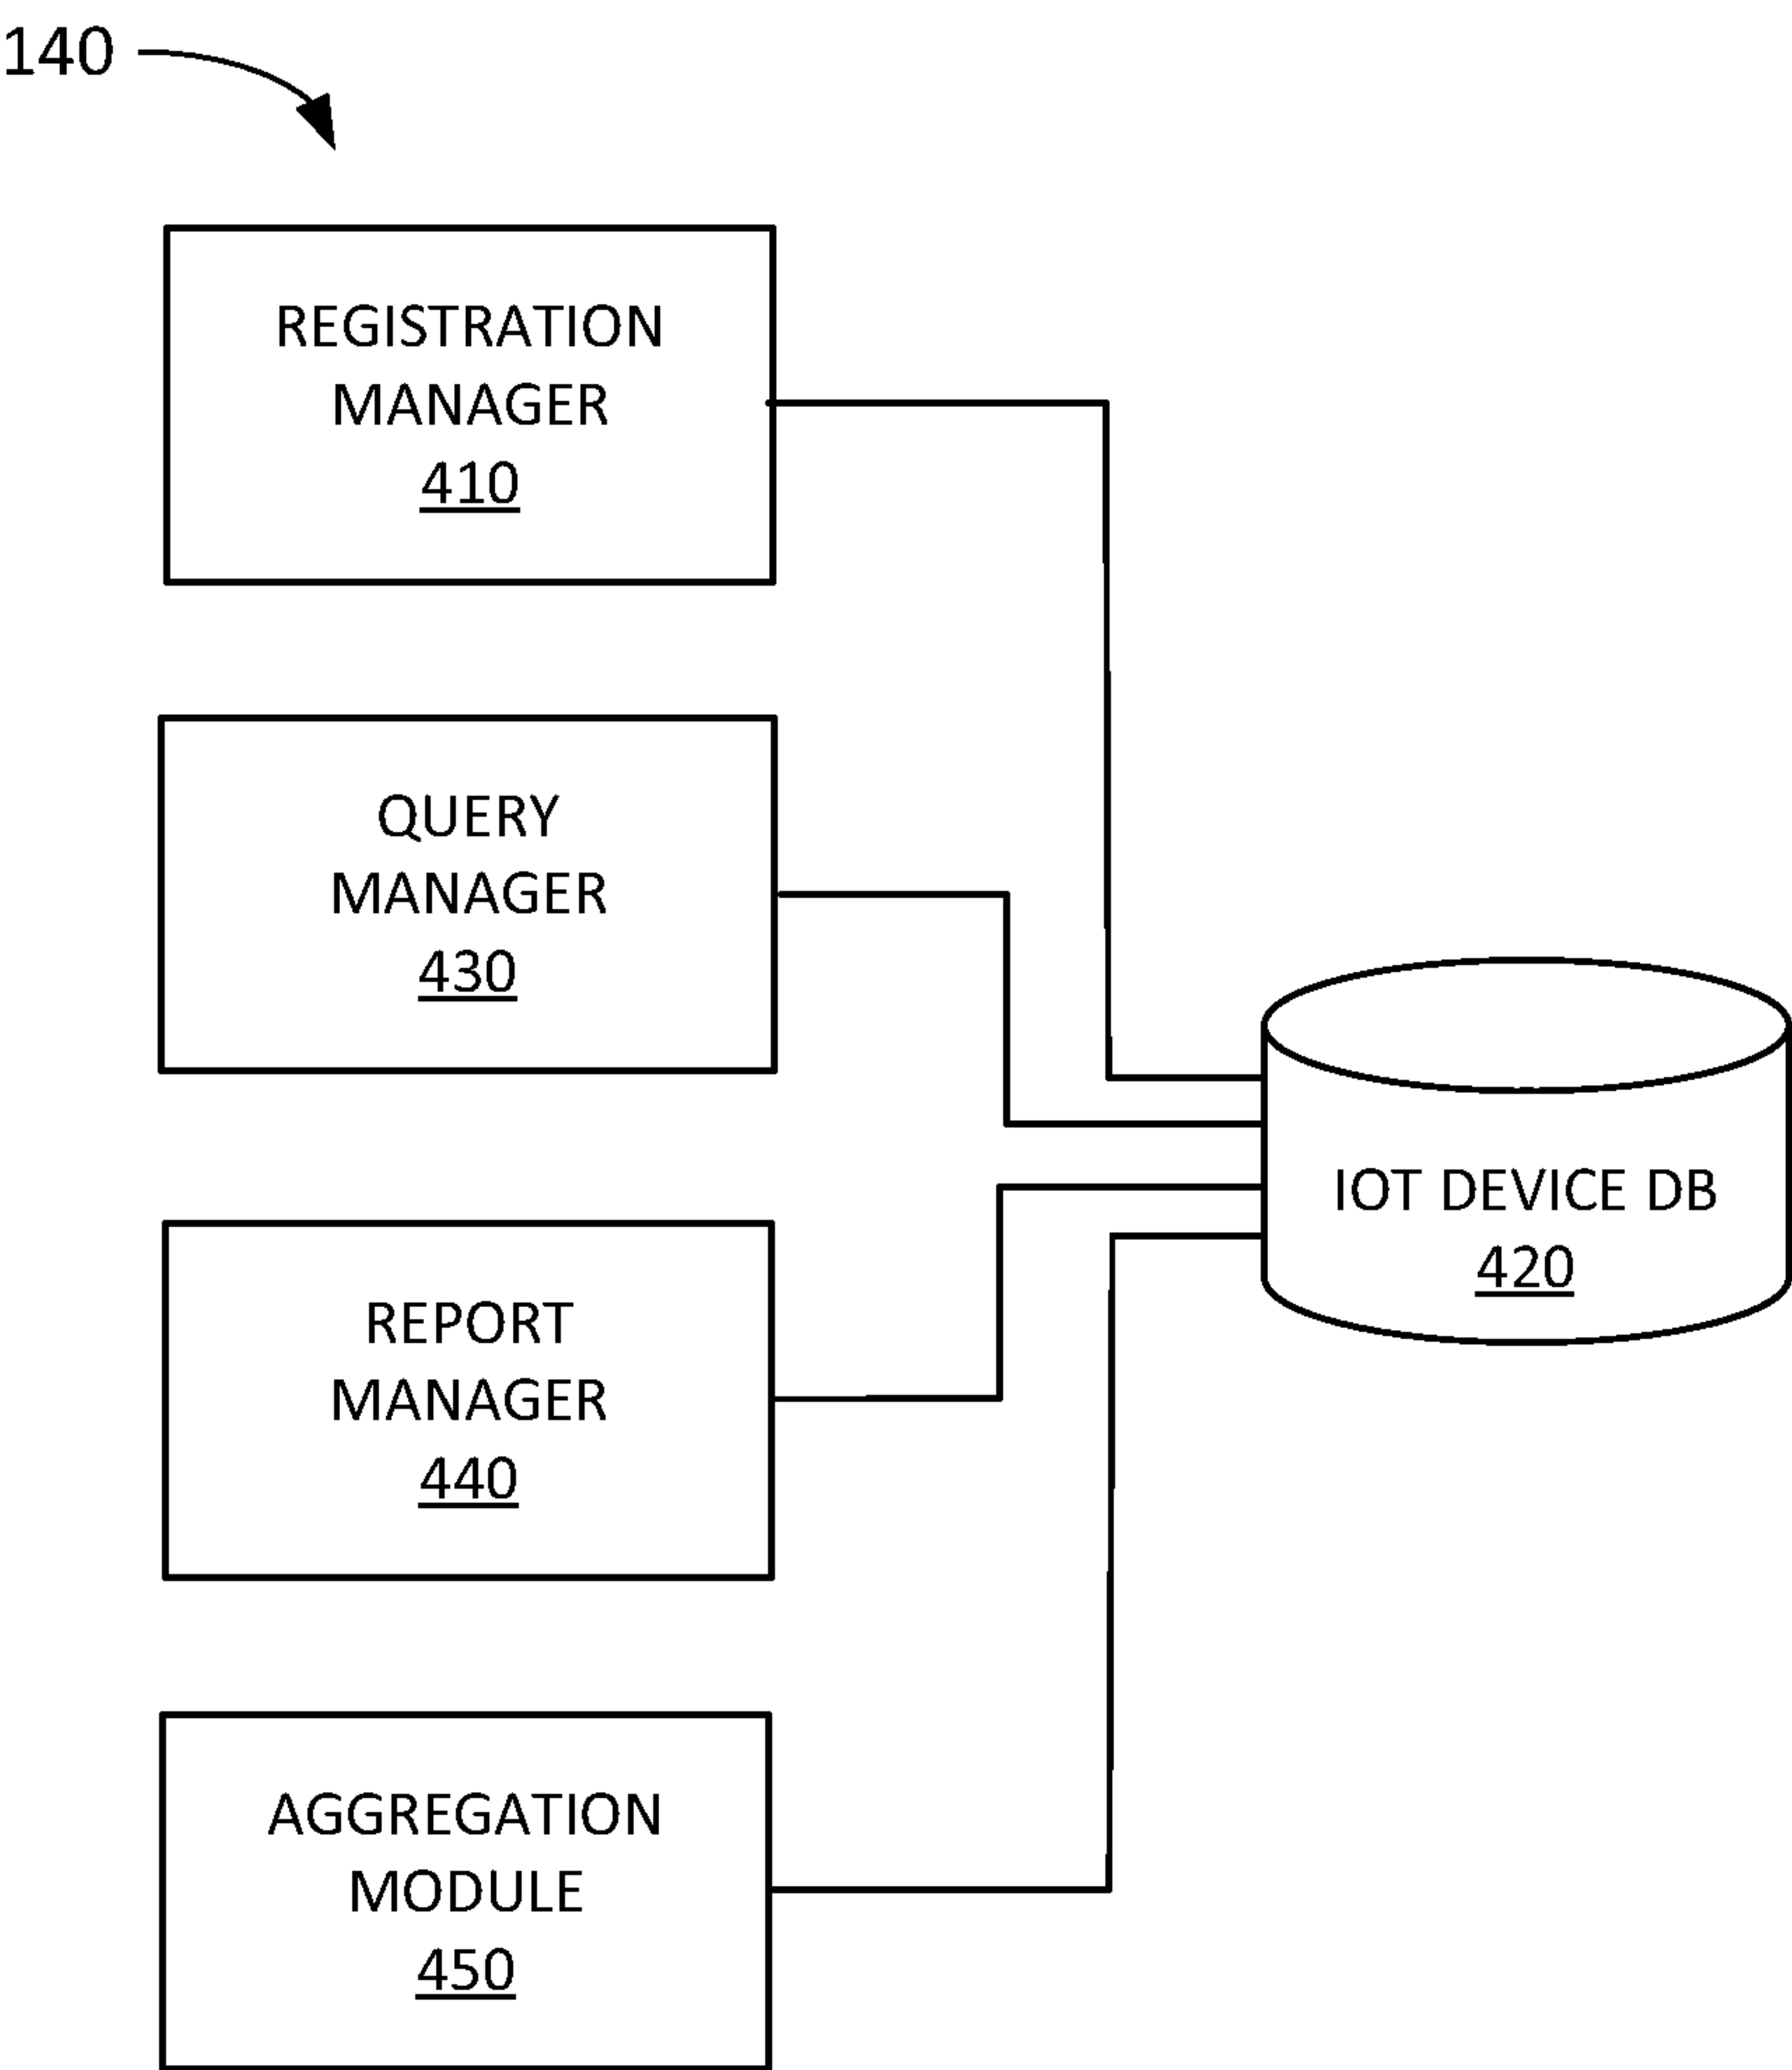 140
REGISTRATION
MANAGER
410
QUERY
MANAGER
430
REPORT
MANAGER
440
AGGREGATION
MODULE
450
IOT DEVICE DB
420